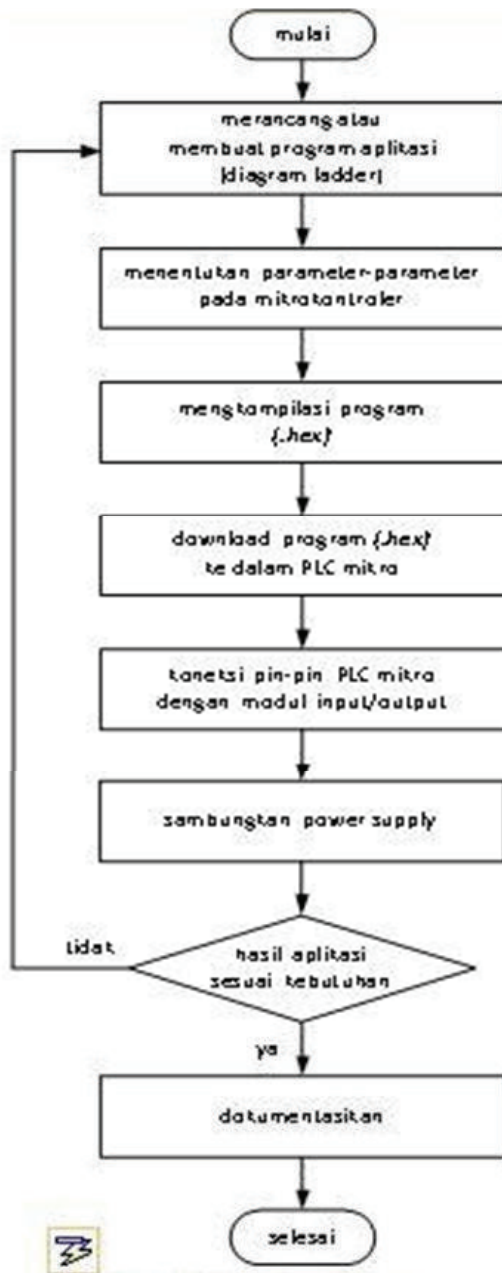 mulai
merancang atau
membuat program aplikasi
(diagram ladder)
menentukan parameter-parameter
pada mikrokontroler
mengkompilasi program
(.hex)
download program (.hex)
ke dalam PLC mikro
koneksi pin-pin PLC mikro
dengan modul input/output
sambungkan power supply
tidak
hasil aplikasi
sesuai kebutuhan
ya
dokumentasikan
selesai